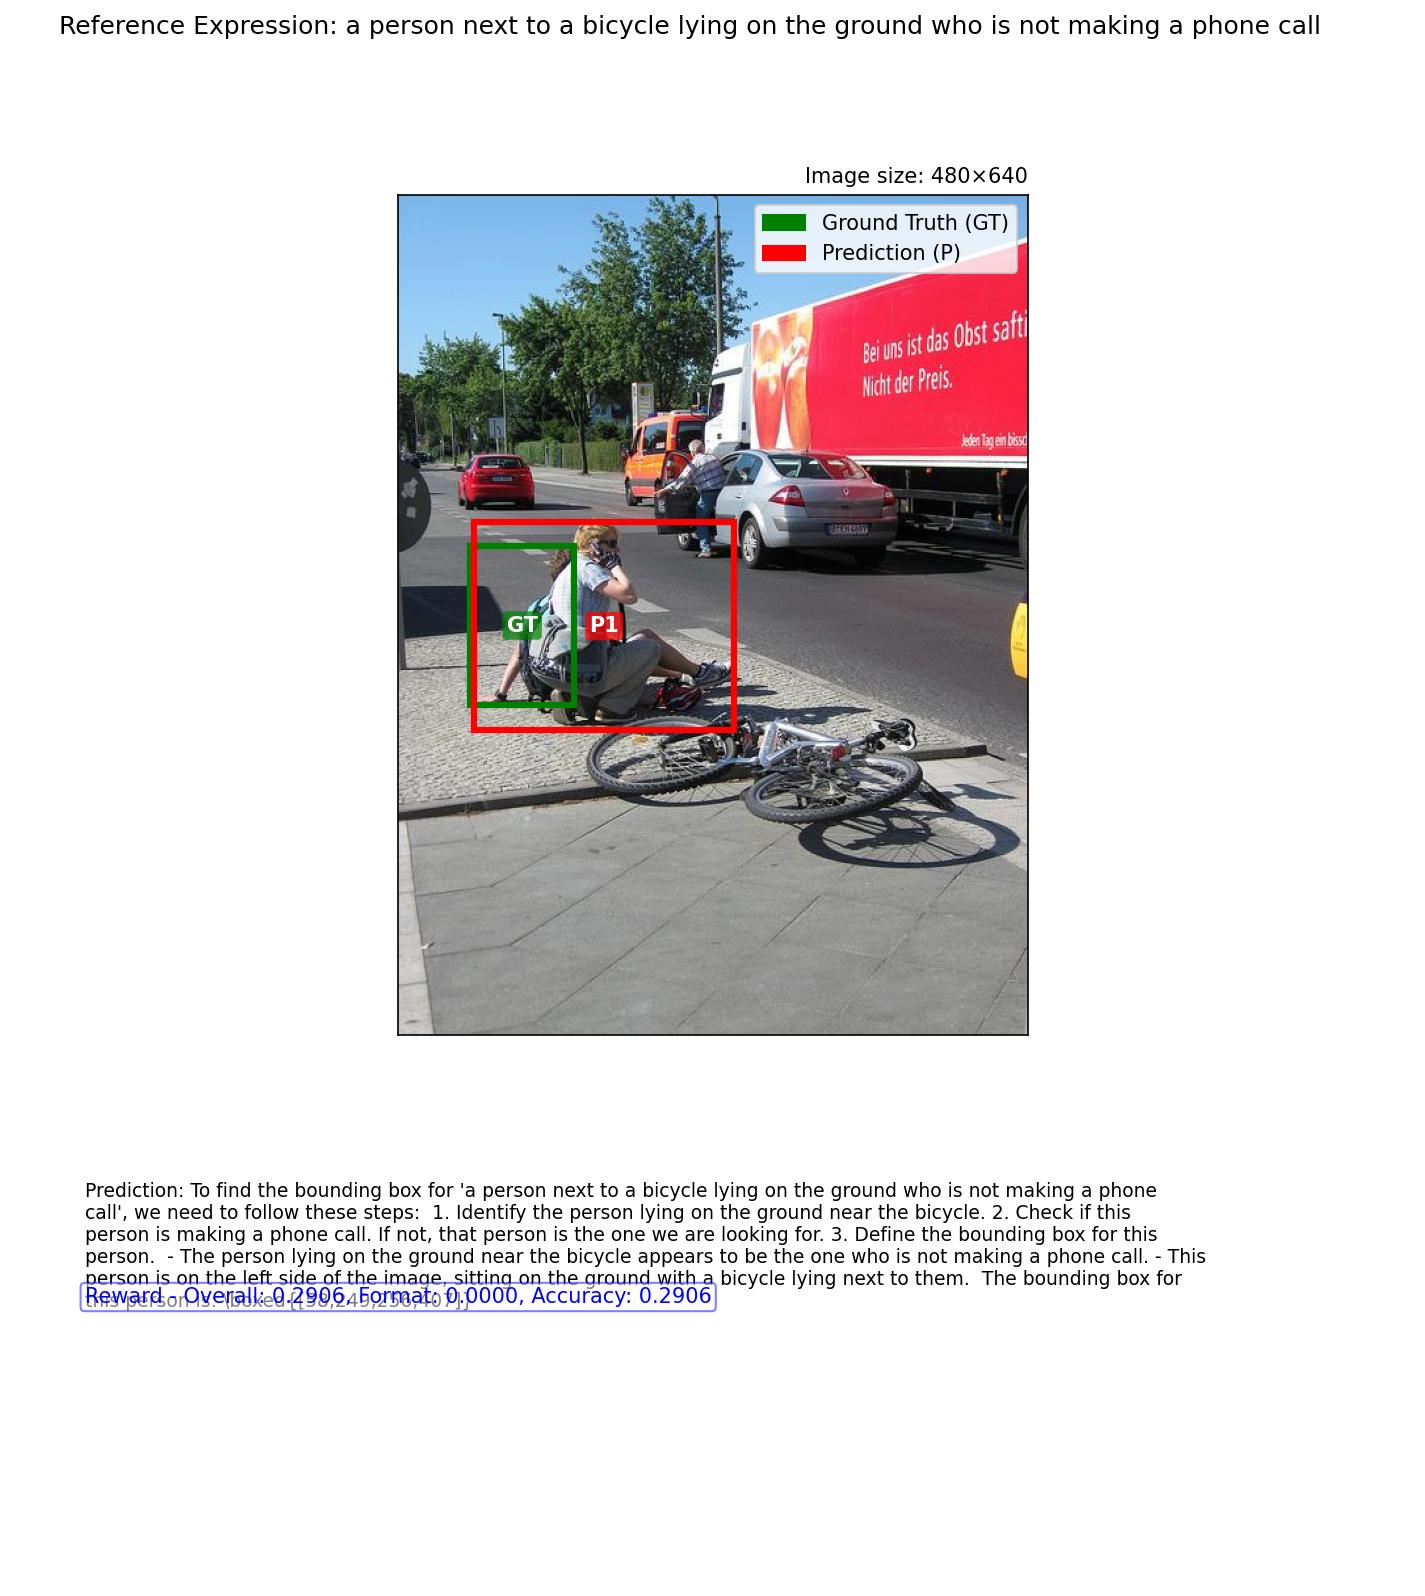 Reference Expression: a person next to a bicycle lying on the ground who is not making a phone call
Image size: 480×640
Ground Truth (GT)
Prediction (P)
Bei uns ist das Obst safti
Nicht der Preis.
Jeden Tag ein bissc
GT
P1
Prediction: To find the bounding box for 'a person next to a bicycle lying on the ground who is not making a phone
call', we need to follow these steps:  1. Identify the person lying on the ground near the bicycle. 2. Check if this
person is making a phone call. If not, that person is the one we are looking for. 3. Define the bounding box for this
person.  - The person lying on the ground near the bicycle appears to be the one who is not making a phone call. - This
person is on the left side of the image, sitting on the ground with a bicycle lying next to them.  The bounding box for
this person is:
Reward - Overall: 0.2906, Format: 0.0000, Accuracy: 0.2906